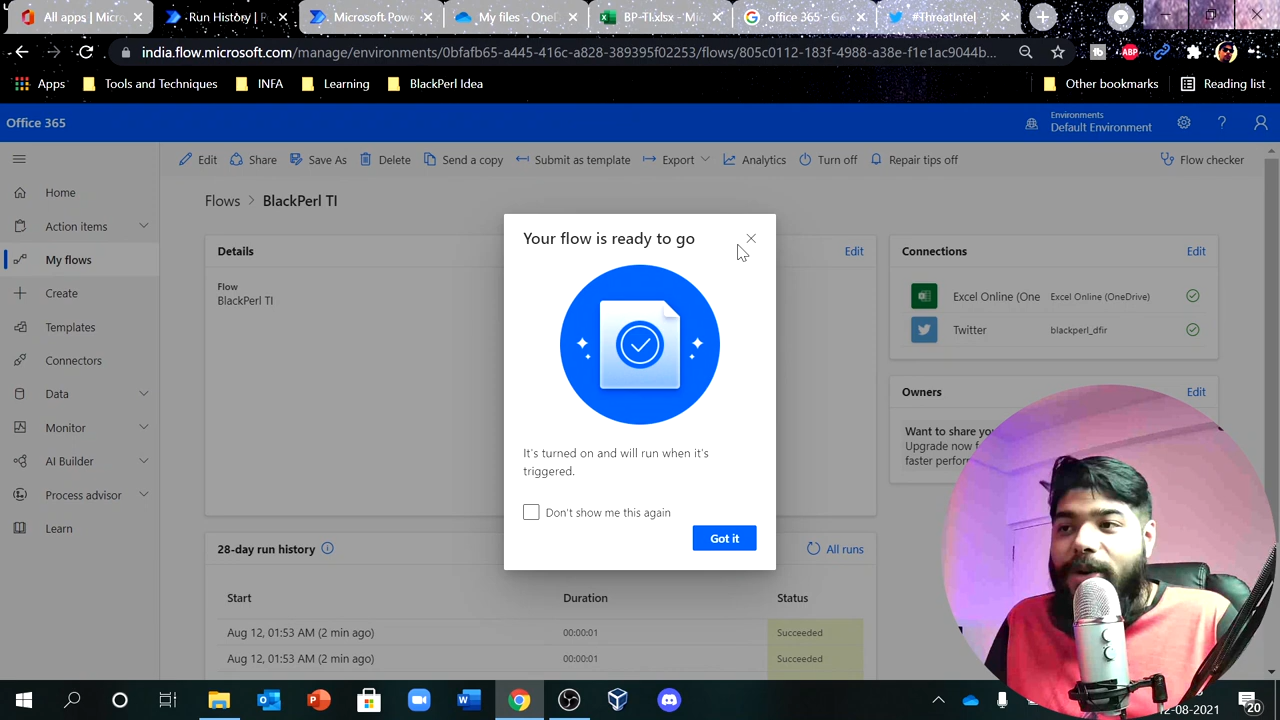 All apps | Micr
Run History | P
Microsoft Pow
My files - OneD
BP-TI.xlsx - Mi
office 365 - Go
#ThreatIntel
india.flow.microsoft.com/manage/environments/0bfafb65-a445-416c-a828-389395f02253/flows/805c0112-183f-4988-a38e-f1e1ac9044b...
ABP
Apps
Tools and Techniques
INFA
Learning
BlackPerl Idea
Other bookmarks
Reading list
Office 365
Environments
Default Environment
Edit
Share
Save As
Delete
Send a copy
Submit as template
Export
Analytics
Turn off
Repair tips off
Flow checker
Home
Action items
My flows
Create
Templates
Connectors
Data
Monitor
AI Builder
Process advisor
Learn
Flows > BlackPerl TI
Details
Edit
Flow
BlackPerl TI
Your flow is ready to go
It's turned on and will run when it's
triggered.
Don't show me this again
Got it
Connections
Edit
Excel Online (One
Excel Online (OneDrive)
Twitter
blackperl_dfir
Owners
Edit
Want to share yo
Upgrade now f
faster perfor
28-day run history
All runs
Start
Duration
Status
Aug 12, 01:53 AM (2 min ago)
00:00:01
Succeeded
Aug 12, 01:53 AM (2 min ago)
00:00:01
Succeeded
12-08-2021
20